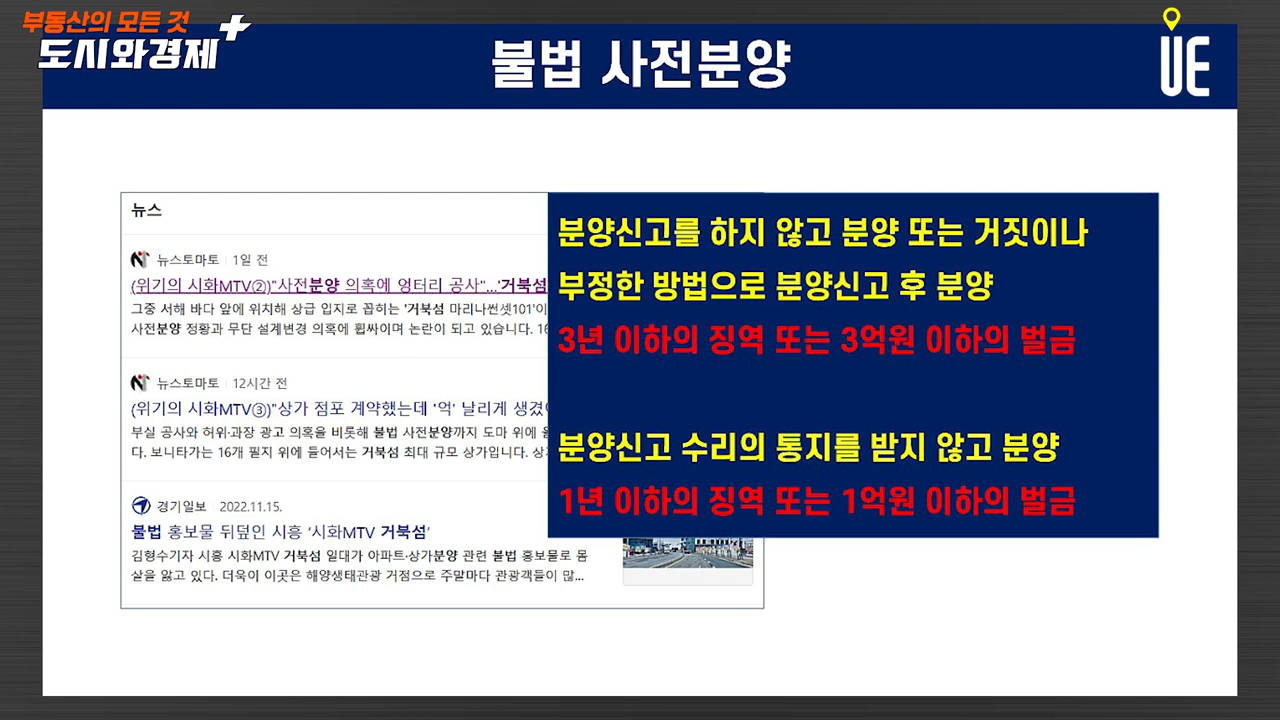 부동산의 모든 것
도시와경제+
불법 사전분양
UE
뉴스
뉴스토마토 1일 전
(위기의 시화MTV②)"사전분양 의혹에 엉터리 공사"...'거북섬
그중 서해 바다 앞에 위치해 상급 입지로 꼽히는 '거북섬 마리나썬셋101'이
사전분양 정황과 무단 설계변경 의혹에 휩싸이며 논란이 되고 있습니다. 16
뉴스토마토 12시간 전
(위기의 시화MTV③)"상가 점포 계약했는데 '억' 날리게 생겼
부실 공사와 허위·과장 광고 의혹을 비롯해 불법 사전분양까지 도마 위에
다. 보니타가는 16개 필지 위에 들어서는 거북섬 최대 규모 상가입니다.
경기일보 2022.11.15.
불법 홍보물 뒤덮인 시흥 '시화MTV 거북섬'
김형수기자 시흥 시화MTV 거북섬 일대가 아파트·상가분양 관련 불법 홍보물로 몸
살을 앓고 있다. 더욱이 이곳은 해양생태관광 거점으로 주말마다 관광객들이 많...
분양신고를 하지 않고 분양 또는 거짓이나
부정한 방법으로 분양신고 후 분양
3년 이하의 징역 또는 3억원 이하의 벌금
분양신고 수리의 통지를 받지 않고 분양
1년 이하의 징역 또는 1억원 이하의 벌금